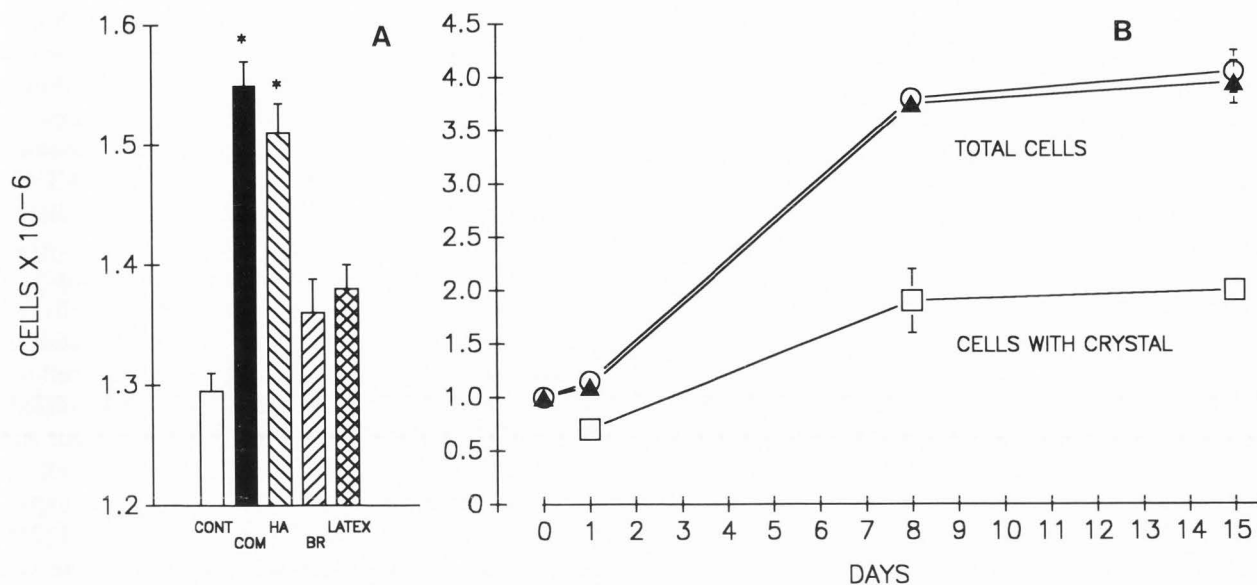 A
CELLS X 10-6
1.6
1.5
1.4
1.3
1.2
* *
CONT
COM
HA
BR
LATEX
B
4.5
4.0
3.5
3.0
2.5
2.0
1.5
1.0
0.5
0
TOTAL CELLS
CELLS WITH CRYSTAL
0 1 2 3 4 5 6 7 8 9 10 11 12 13 14 15
DAYS